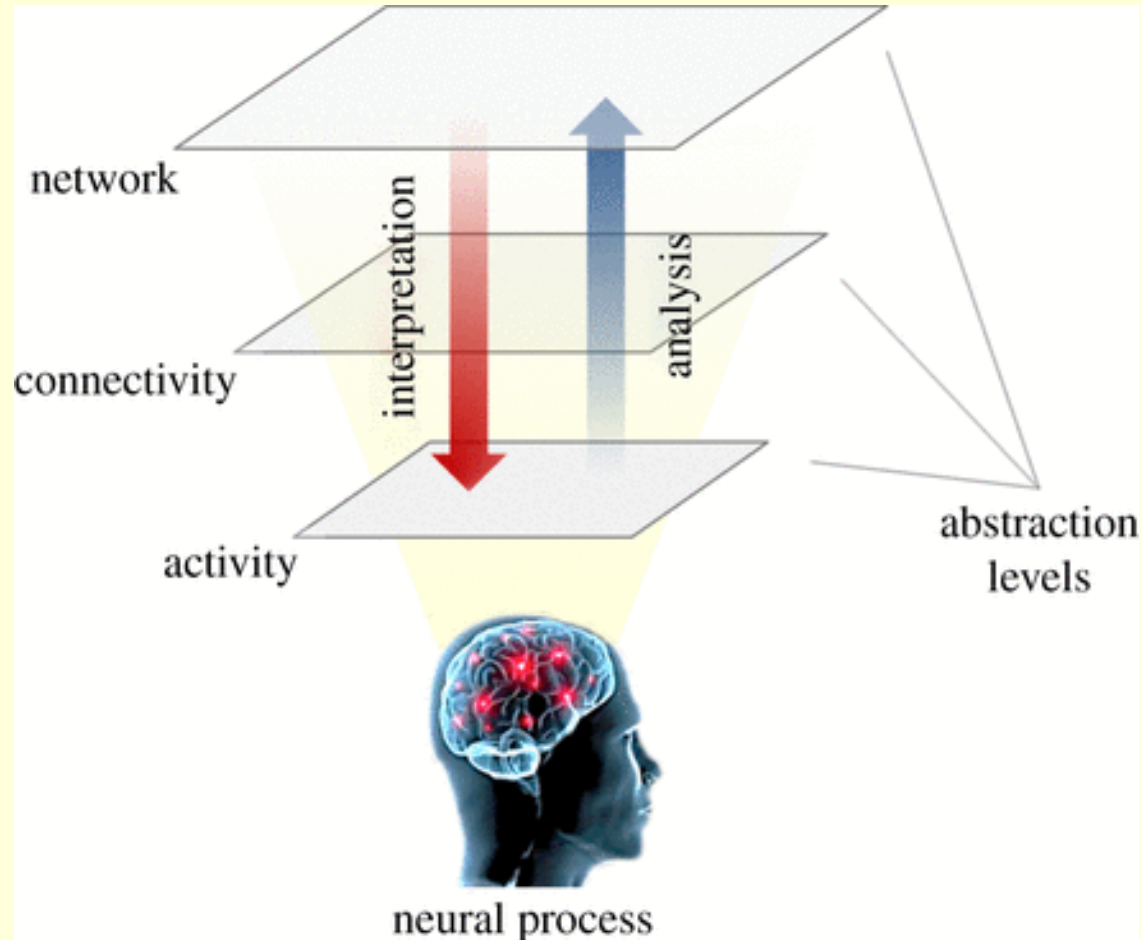 network
interpretation
analysis
connectivity
activity
abstraction
levels
neural process